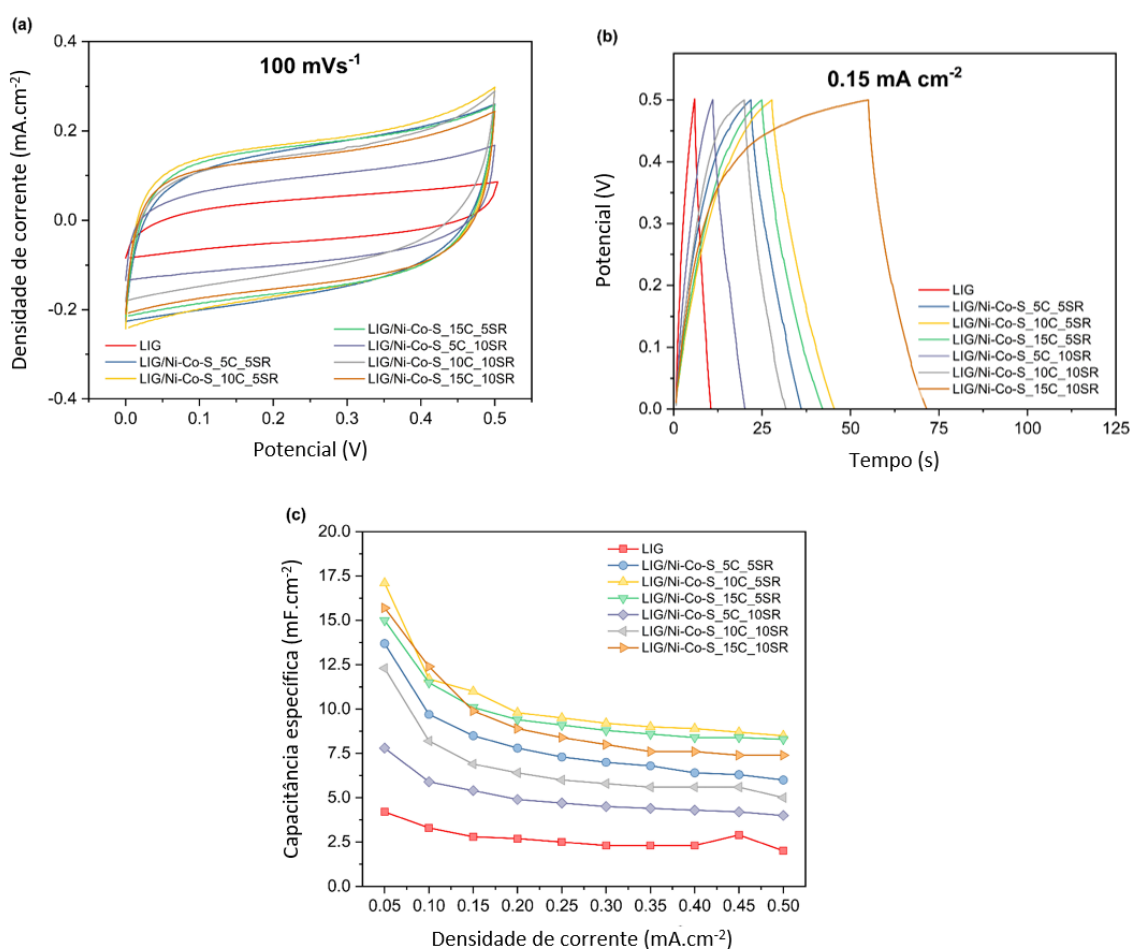 (a)
100 mVs-1
Densidade de corrente (mA.cm-2)
0.4
0.2
0.0
-0.2
-0.4
LIG
LIG/Ni-Co-S_5C_5SR
LIG/Ni-Co-S_10C_5SR
LIG/Ni-Co-S_15C_5SR
LIG/Ni-Co-S_5C_10SR
LIG/Ni-Co-S_10C_10SR
LIG/Ni-Co-S_15C_10SR
0.0 0.1 0.2 0.3 0.4 0.5
Potencial (V)
(b)
0.15 mA cm-2
Potencial (V)
0.5
0.4
0.3
0.2
0.1
0.0
LIG
LIG/Ni-Co-S_5C_5SR
LIG/Ni-Co-S_10C_5SR
LIG/Ni-Co-S_15C_5SR
LIG/Ni-Co-S_5C_10SR
LIG/Ni-Co-S_10C_10SR
LIG/Ni-Co-S_15C_10SR
0 25 50 75 100 125
Tempo (s)
(c)
Capacitância específica (mF.cm-2)
20.0
17.5
15.0
12.5
10.0
7.5
5.0
2.5
0.0
LIG
LIG/Ni-Co-S_5C_5SR
LIG/Ni-Co-S_10C_5SR
LIG/Ni-Co-S_15C_5SR
LIG/Ni-Co-S_5C_10SR
LIG/Ni-Co-S_10C_10SR
LIG/Ni-Co-S_15C_10SR
0.05 0.10 0.15 0.20 0.25 0.30 0.35 0.40 0.45 0.50
Densidade de corrente (mA.cm-2)